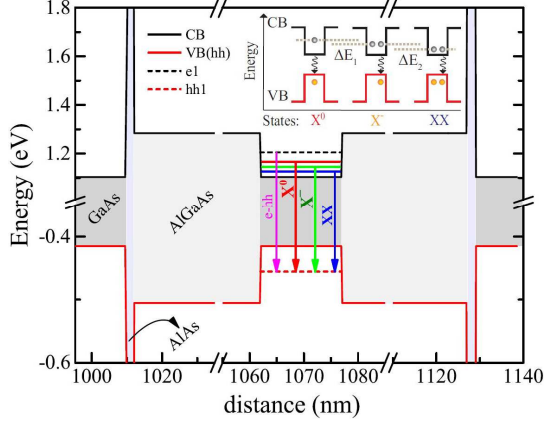 1.8
1.6
1.4
1.2
-0.4
-0.6
Energy (eV)
CB
VB(hh)
e1
hh1
CB
VB
Energy
ΔE1
ΔE2
States: X⁰ X⁻ XX
GaAs
AlGaAs
AlAs
e-hh
X⁰
X⁻
XX
1000 1020 1060 1070 1080 1120 1140
distance (nm)